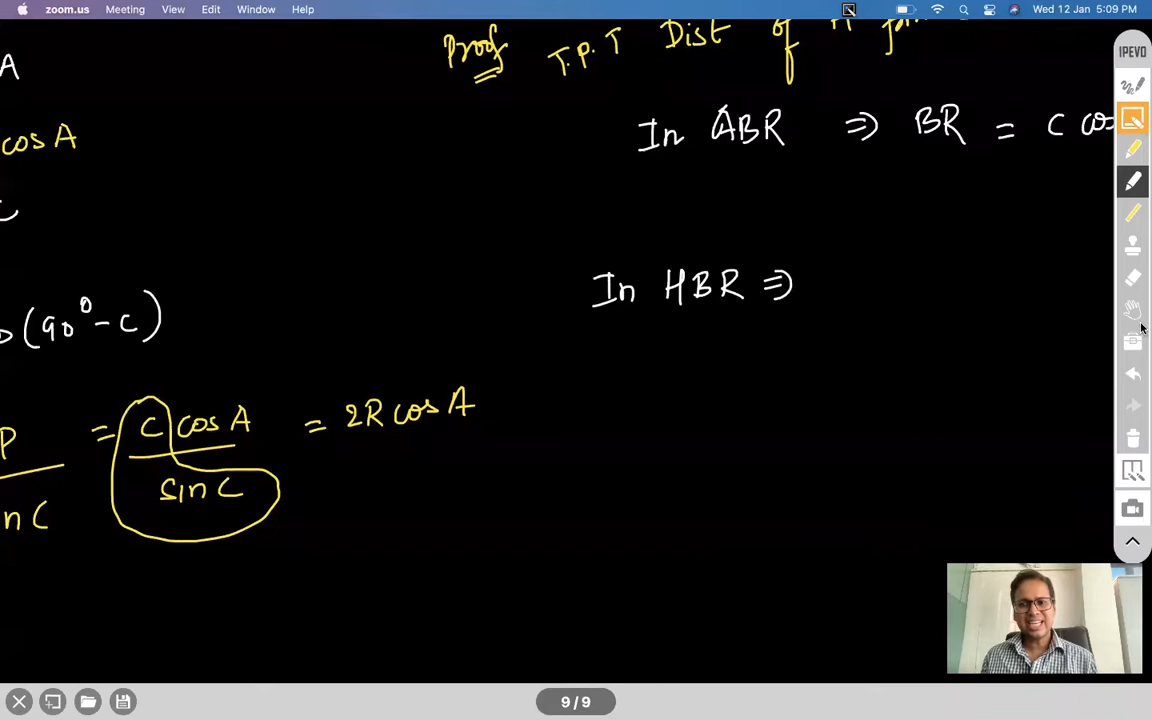 zoom.us Meeting View Edit Window Help Wed 12 Jan 5:09 PM
IPEVO
Proof T.P.T Dist of H
A
In ABR ⇒ BR = c cos
cos A
In HBR ⇒
(90° - C)
P = c cos A = 2R cos A
n C sin C
9 / 9